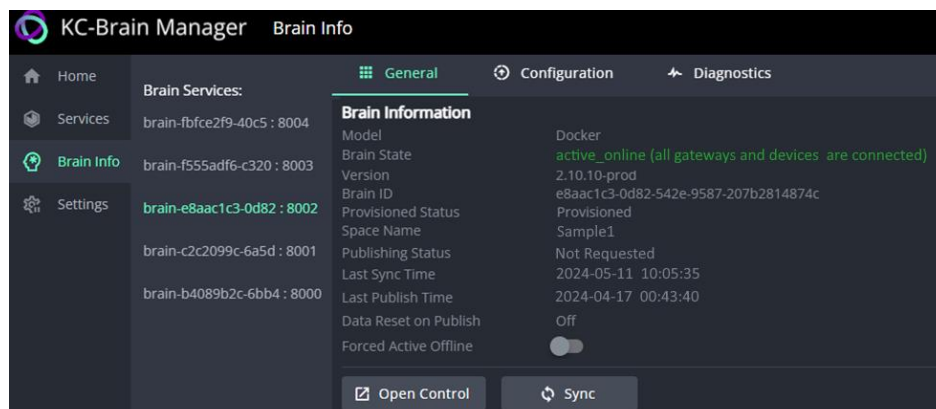 KC-Brain Manager Brain Info
Home
Services
Brain Info
Settings
Brain Services:
brain-fbfce2f9-40c5 : 8004
brain-f555adf6-c320 : 8003
brain-e8aac1c3-0d82 : 8002
brain-c2c2099c-6a5d : 8001
brain-b4089b2c-6bb4 : 8000
General Configuration Diagnostics
Brain Information
Model Docker
Brain State active_online (all gateways and devices are connected)
Version 2.10.10-prod
Brain ID e8aac1c3-0d82-542e-9587-207b2814874c
Provisioned Status Provisioned
Space Name Sample1
Publishing Status Not Requested
Last Sync Time 2024-05-11 10:05:35
Last Publish Time 2024-04-17 00:43:40
Data Reset on Publish Off
Forced Active Offline
Open Control Sync